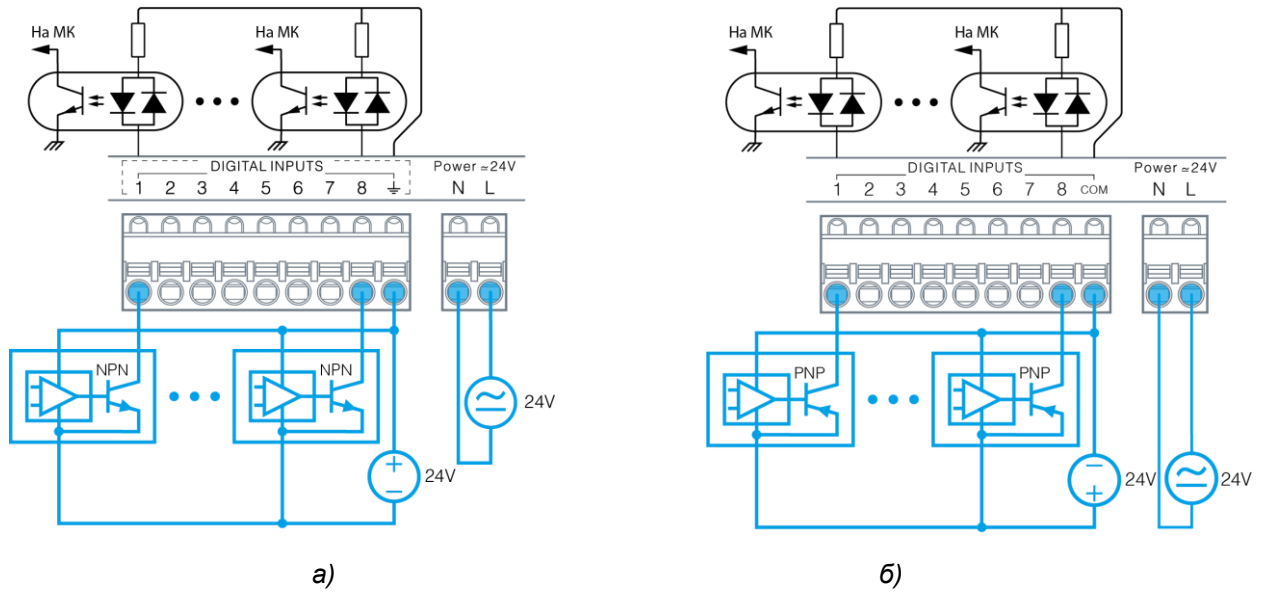 На МК На МК
DIGITAL INPUTS Power ≃24V
1 2 3 4 5 6 7 8 ⏚ N L
NPN NPN
24V
+
− 24V
а)
На МК На МК
DIGITAL INPUTS Power ≃24V
1 2 3 4 5 6 7 8 COM N L
PNP PNP
−
+ 24V 24V
б)